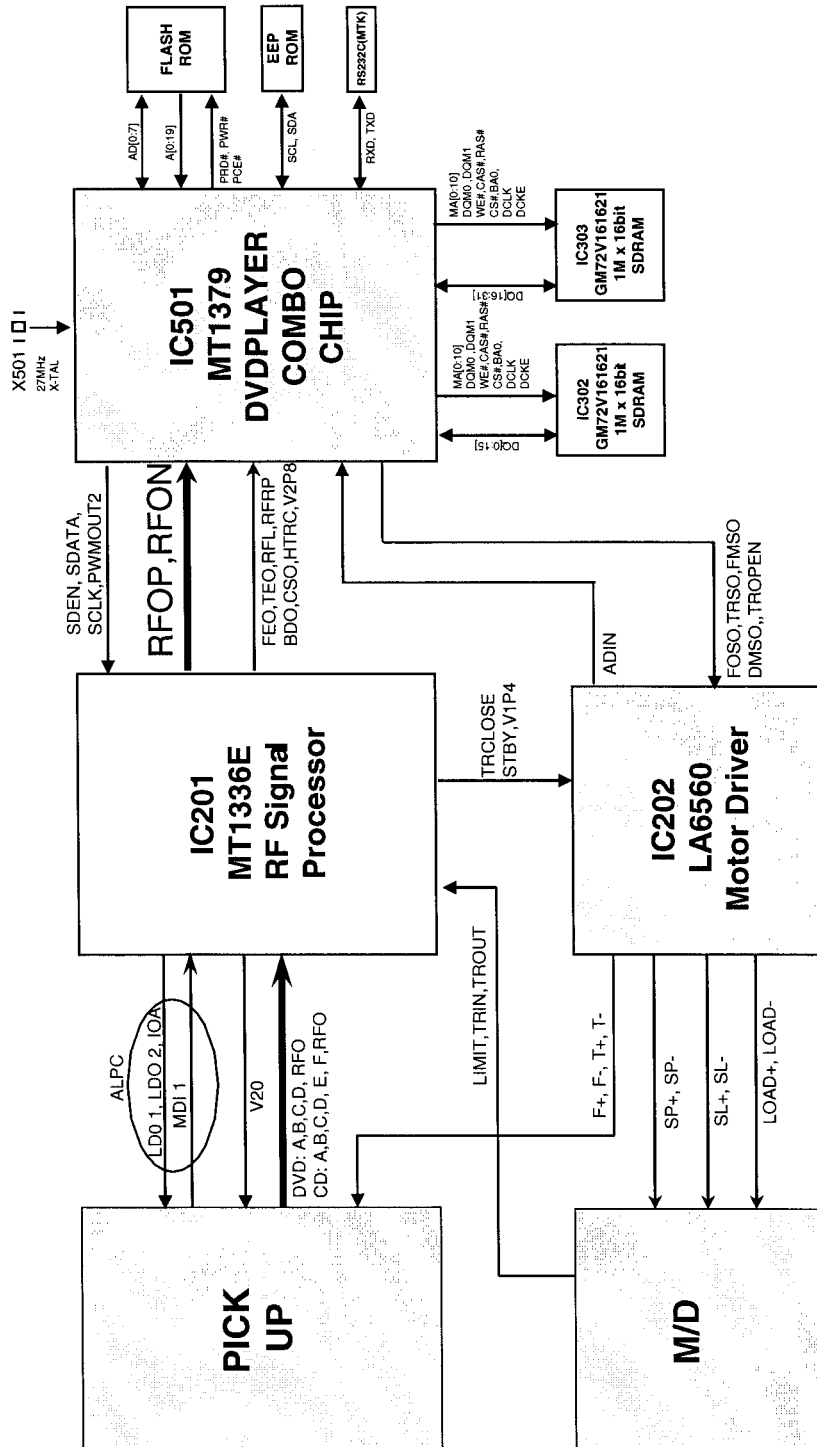 PICK
UP
ALPC
LD0 1, LDO 2, IOA
MDI 1
V20
DVD: A,B,C,D, RFO
CD: A,B,C,D, E, F,RFO
IC201
MT1336E
RF Signal
Processor
SDEN, SDATA,
SCLK,PWMOUT2
RFOP,RFON
FEO,TEO,RFL,RFRP
BDO,CSO,HTRC,V2P8
X501
27MHz
X-TAL
IC501
MT1379
DVDPLAYER
COMBO
CHIP
AD[0:7]
A[0:19]
PRD#, PWR#
PCE#
FLASH
ROM
SCL, SDA
EEP
ROM
RXD, TXD
RS232C(MTK)
M/D
LIMIT,TRIN,TROUT
F+, F-, T+, T-
SP+, SP-
SL+, SL-
LOAD+, LOAD-
TRCLOSE
STBY,V1P4
IC202
LA6560
Motor Driver
ADIN
FOSO,TRSO,FMSO
DMSO,,TROPEN
DQ[0:15]
MA[0:10]
DQM0 ,DQM1
WE#,CAS#,RAS#
CS#,BA0,
DCLK
DCKE
IC302
GM72V161621
1M x 16bit
SDRAM
DQ[16:31]
MA[0:10]
DQM0 ,DQM1
WE#,CAS#,RAS#
CS#,BA0,
DCLK
DCKE
IC303
GM72V161621
1M x 16bit
SDRAM